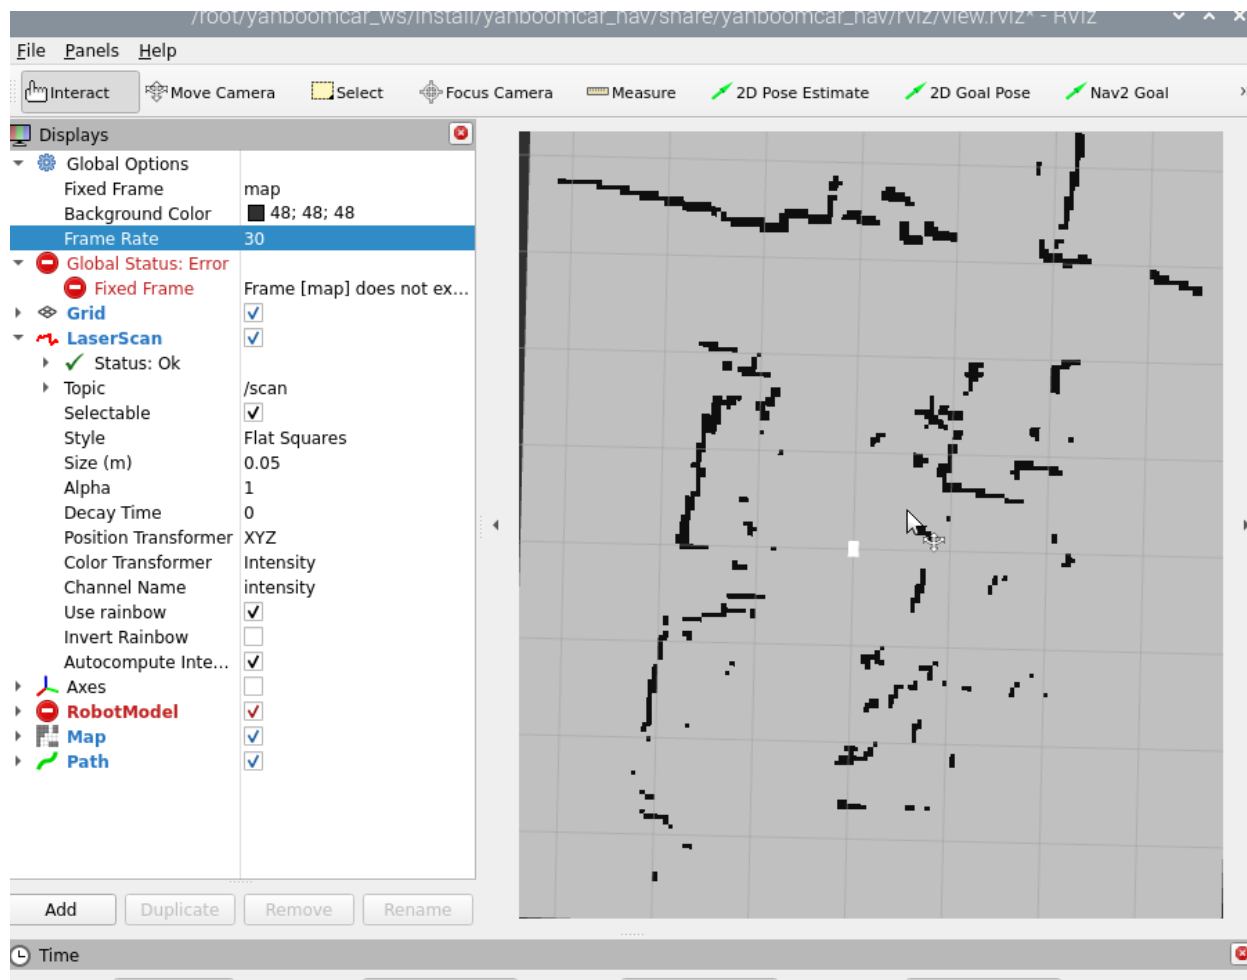 /root/yahboomcar_ws/install/yahboomcar_nav/share/yahboomcar_nav/rviz/view.rviz* - RViz
File Panels Help
Interact Move Camera Select Focus Camera Measure 2D Pose Estimate 2D Goal Pose Nav2 Goal
Displays
Global Options
Fixed Frame map
Background Color 48; 48; 48
Frame Rate 30
Global Status: Error
Fixed Frame Frame [map] does not ex...
Grid
LaserScan
Status: Ok
Topic /scan
Selectable
Style Flat Squares
Size (m) 0.05
Alpha 1
Decay Time 0
Position Transformer XYZ
Color Transformer Intensity
Channel Name intensity
Use rainbow
Invert Rainbow
Autocompute Inte...
Axes
RobotModel
Map
Path
Add Duplicate Remove Rename
Time